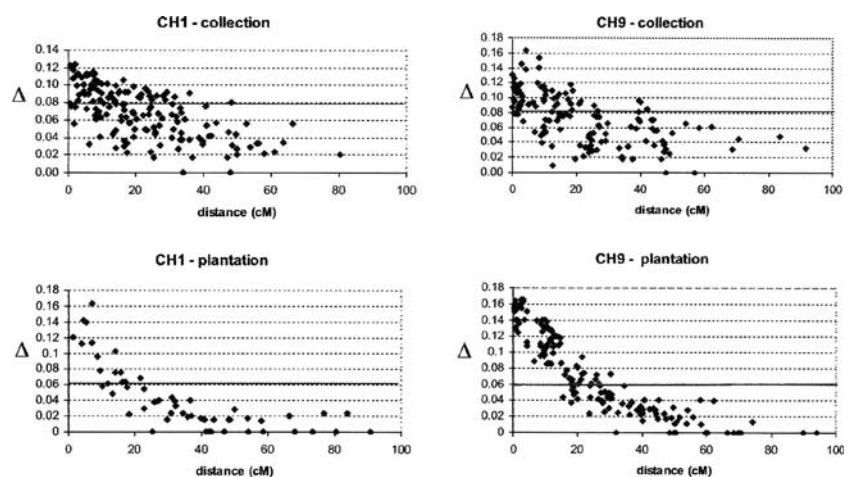 CH1 - collection
0.14
0.12
0.10
Δ 0.08
0.06
0.04
0.02
0.00
0 20 40 60 80 100
distance (cM)
CH9 - collection
0.18
0.16
0.14
0.12
0.10
Δ 0.08
0.06
0.04
0.02
0.00
0 20 40 60 80 100
distance (cM)
CH1 - plantation
0.18
0.16
0.14
0.12
0.1
Δ 0.08
0.06
0.04
0.02
0
0 20 40 60 80 100
distance (cM)
CH9 - plantation
0.18
0.16
0.14
0.12
0.1
Δ 0.08
0.06
0.04
0.02
0
0 20 40 60 80 100
distance (cM)